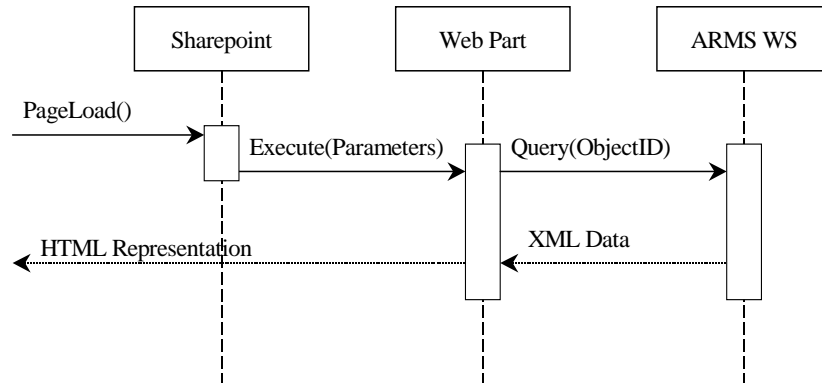 Sharepoint
Web Part
ARMS WS
PageLoad()
Execute(Parameters)
Query(ObjectID)
HTML Representation
XML Data